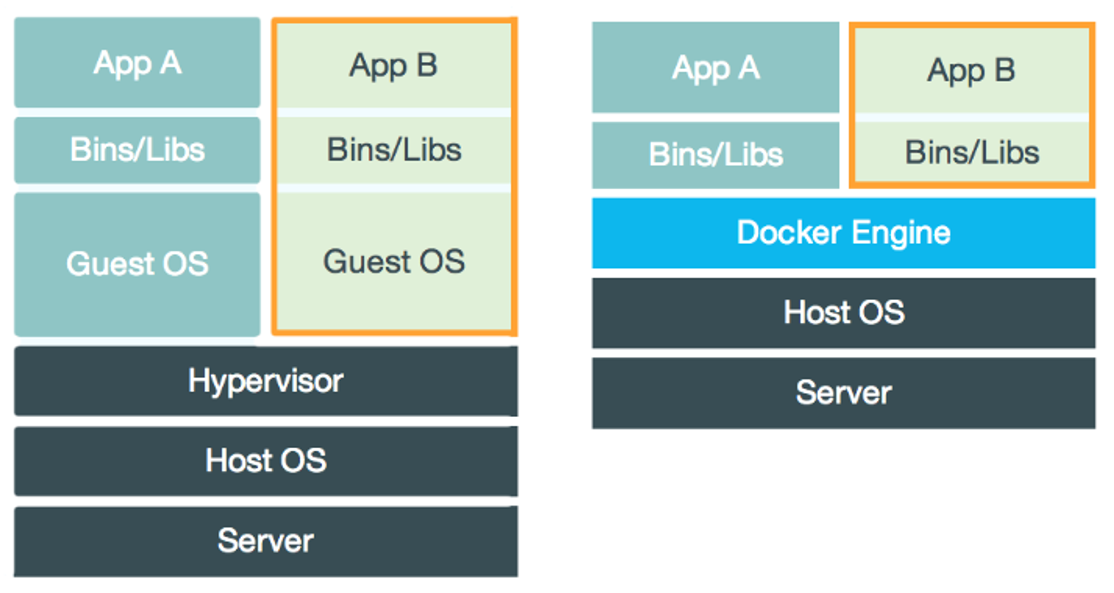 App A
App B
Bins/Libs
Bins/Libs
Guest OS
Guest OS
Hypervisor
Host OS
Server
App A
App B
Bins/Libs
Bins/Libs
Docker Engine
Host OS
Server